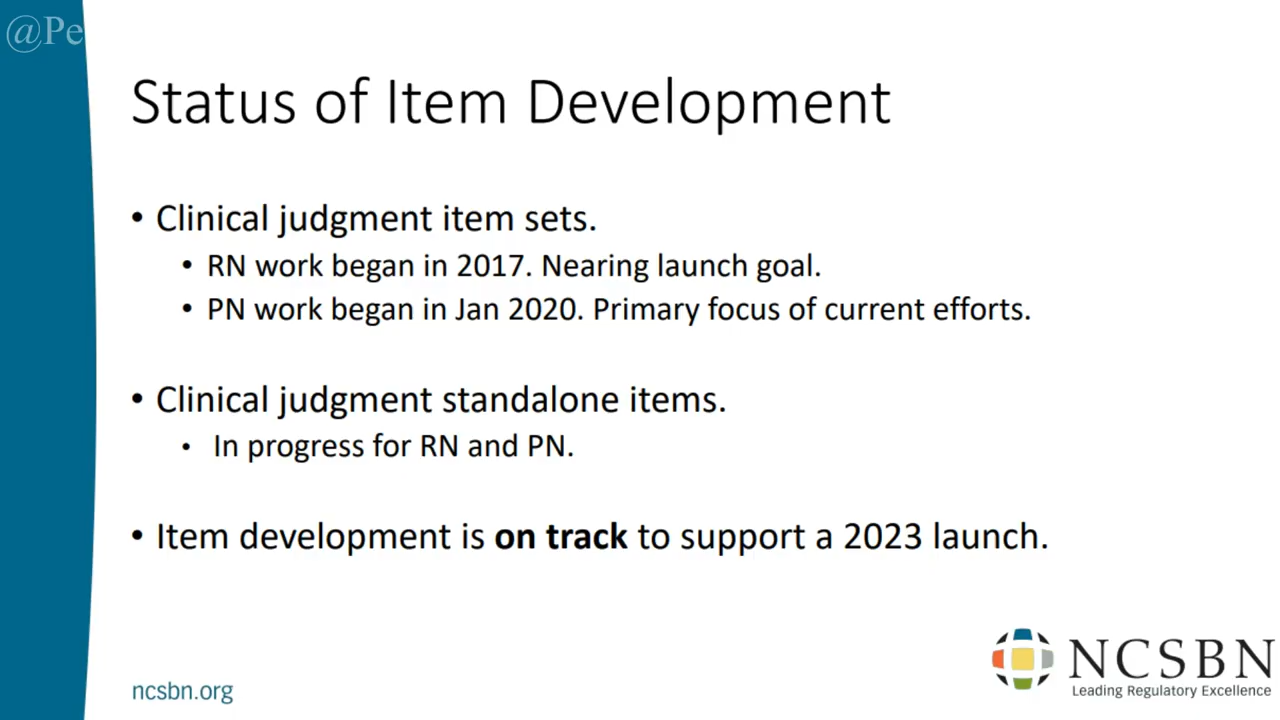 @Pe
Status of Item Development
• Clinical judgment item sets.
• RN work began in 2017. Nearing launch goal.
• PN work began in Jan 2020. Primary focus of current efforts.
• Clinical judgment standalone items.
• In progress for RN and PN.
• Item development is on track to support a 2023 launch.
ncsbn.org
NCSBN
Leading Regulatory Excellence